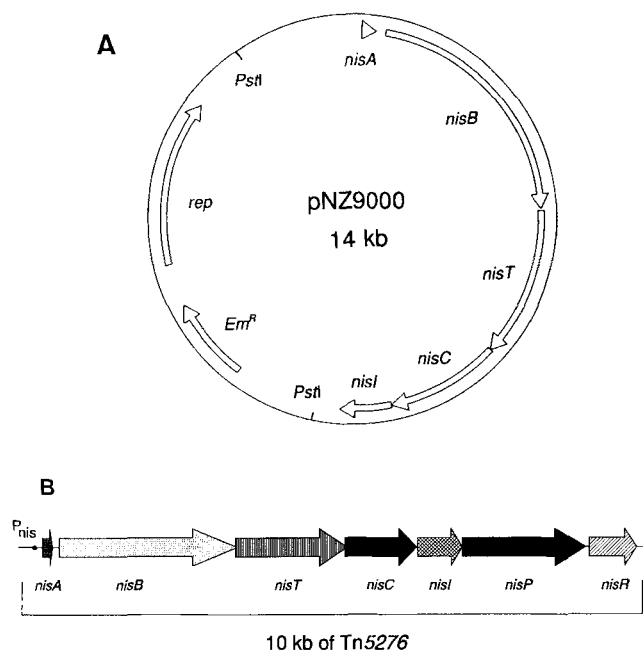 A
nisA
PstI
nisB
rep
pNZ9000
14 kb
nisT
EmR
nisC
nisI
PstI
B
Pnis
nisA nisB nisT nisC nisI nisP nisR
10 kb of Tn5276